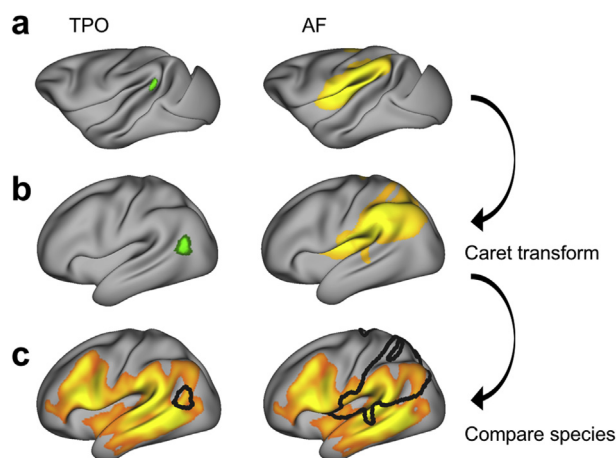 a
TPO
AF
b
Caret transform
c
Compare species